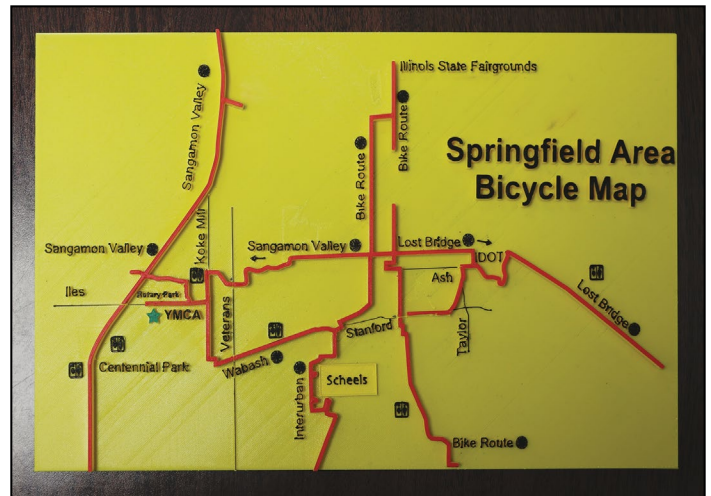 Illinois State Fairgrounds
Sangamon Valley
Bike Route
Bike Route
Springfield Area
Bicycle Map
Koke Mill
Sangamon Valley
Sangamon Valley
Lost Bridge
IDOT
Iles
Rotary Park
Ash
Lost Bridge
YMCA
Veterans
Stanford
Taylor
Centennial Park
Wabash
Scheels
Interurban
Bike Route